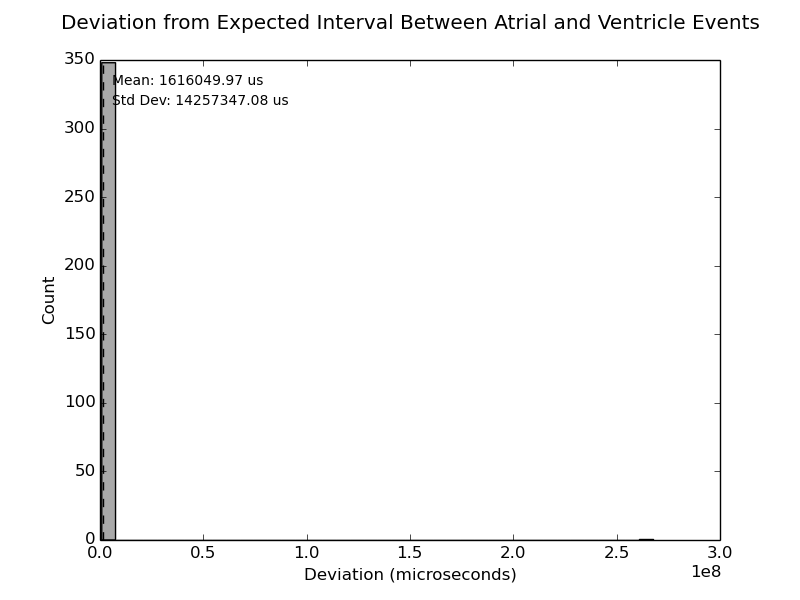 Deviation from Expected Interval Between Atrial and Ventricle Events
350
Mean: 1616049.97 us
Std Dev: 14257347.08 us
300
250
200
150
100
50
0
Count
0.0 0.5 1.0 1.5 2.0 2.5 3.0
1e8
Deviation (microseconds)